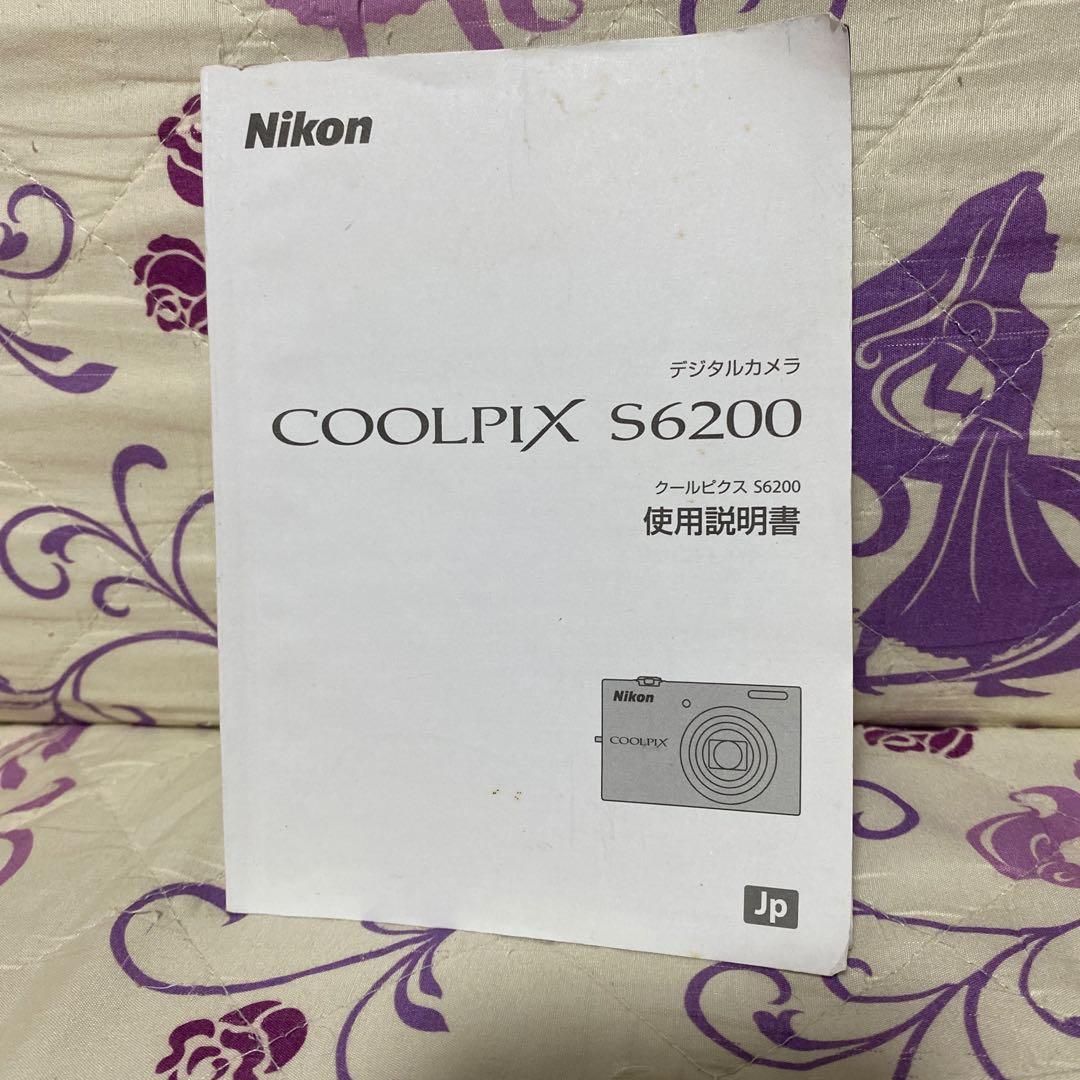 Nikon
デジタルカメラ
COOLPIX S6200
クールピクス S6200
使用説明書
Nikon
COOLPIX
Jp